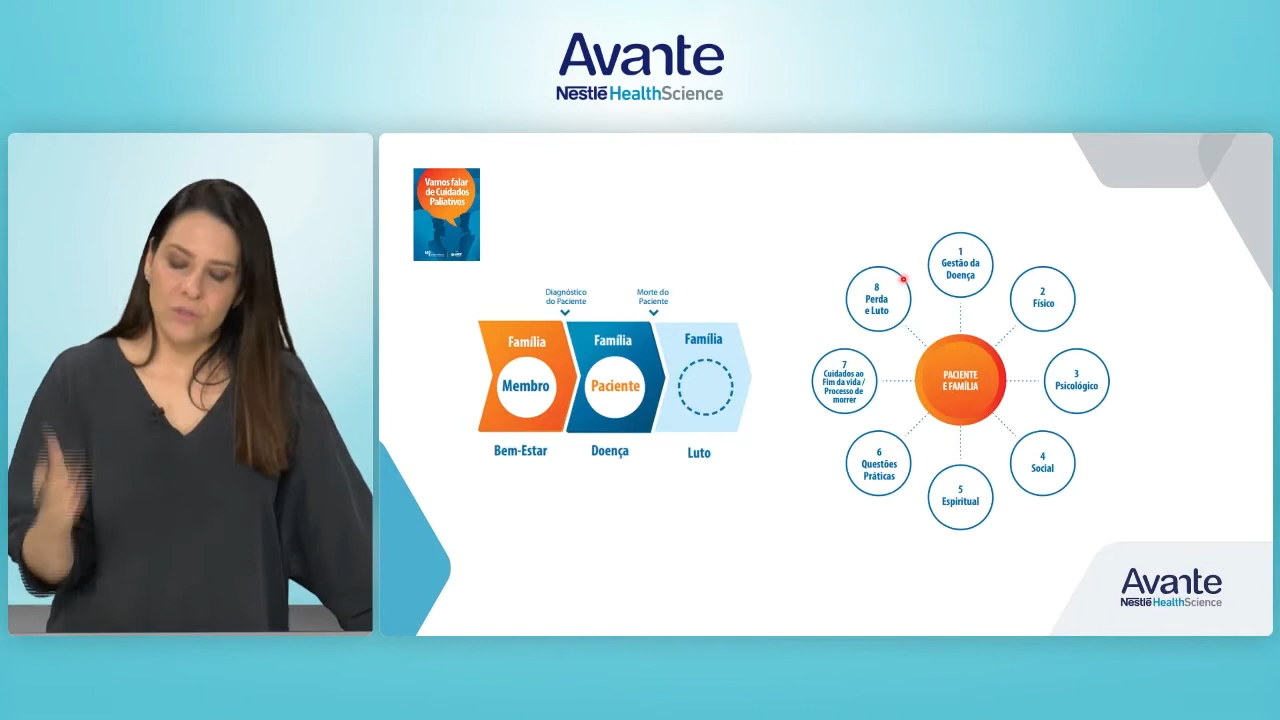 Avante
Nestlé HealthScience
Vamos falar
de Cuidados
Paliativos
Diagnóstico
do Paciente
Morte do
Paciente
Família
Membro
Bem-Estar
Família
Paciente
Doença
Família
Luto
1
Gestão da
Doença
2
Físico
3
Psicológico
4
Social
5
Espiritual
6
Questões
Práticas
7
Cuidados ao
Fim da vida /
Processo de
morrer
8
Perda
e Luto
PACIENTE
E FAMÍLIA
Avante
Nestlé HealthScience